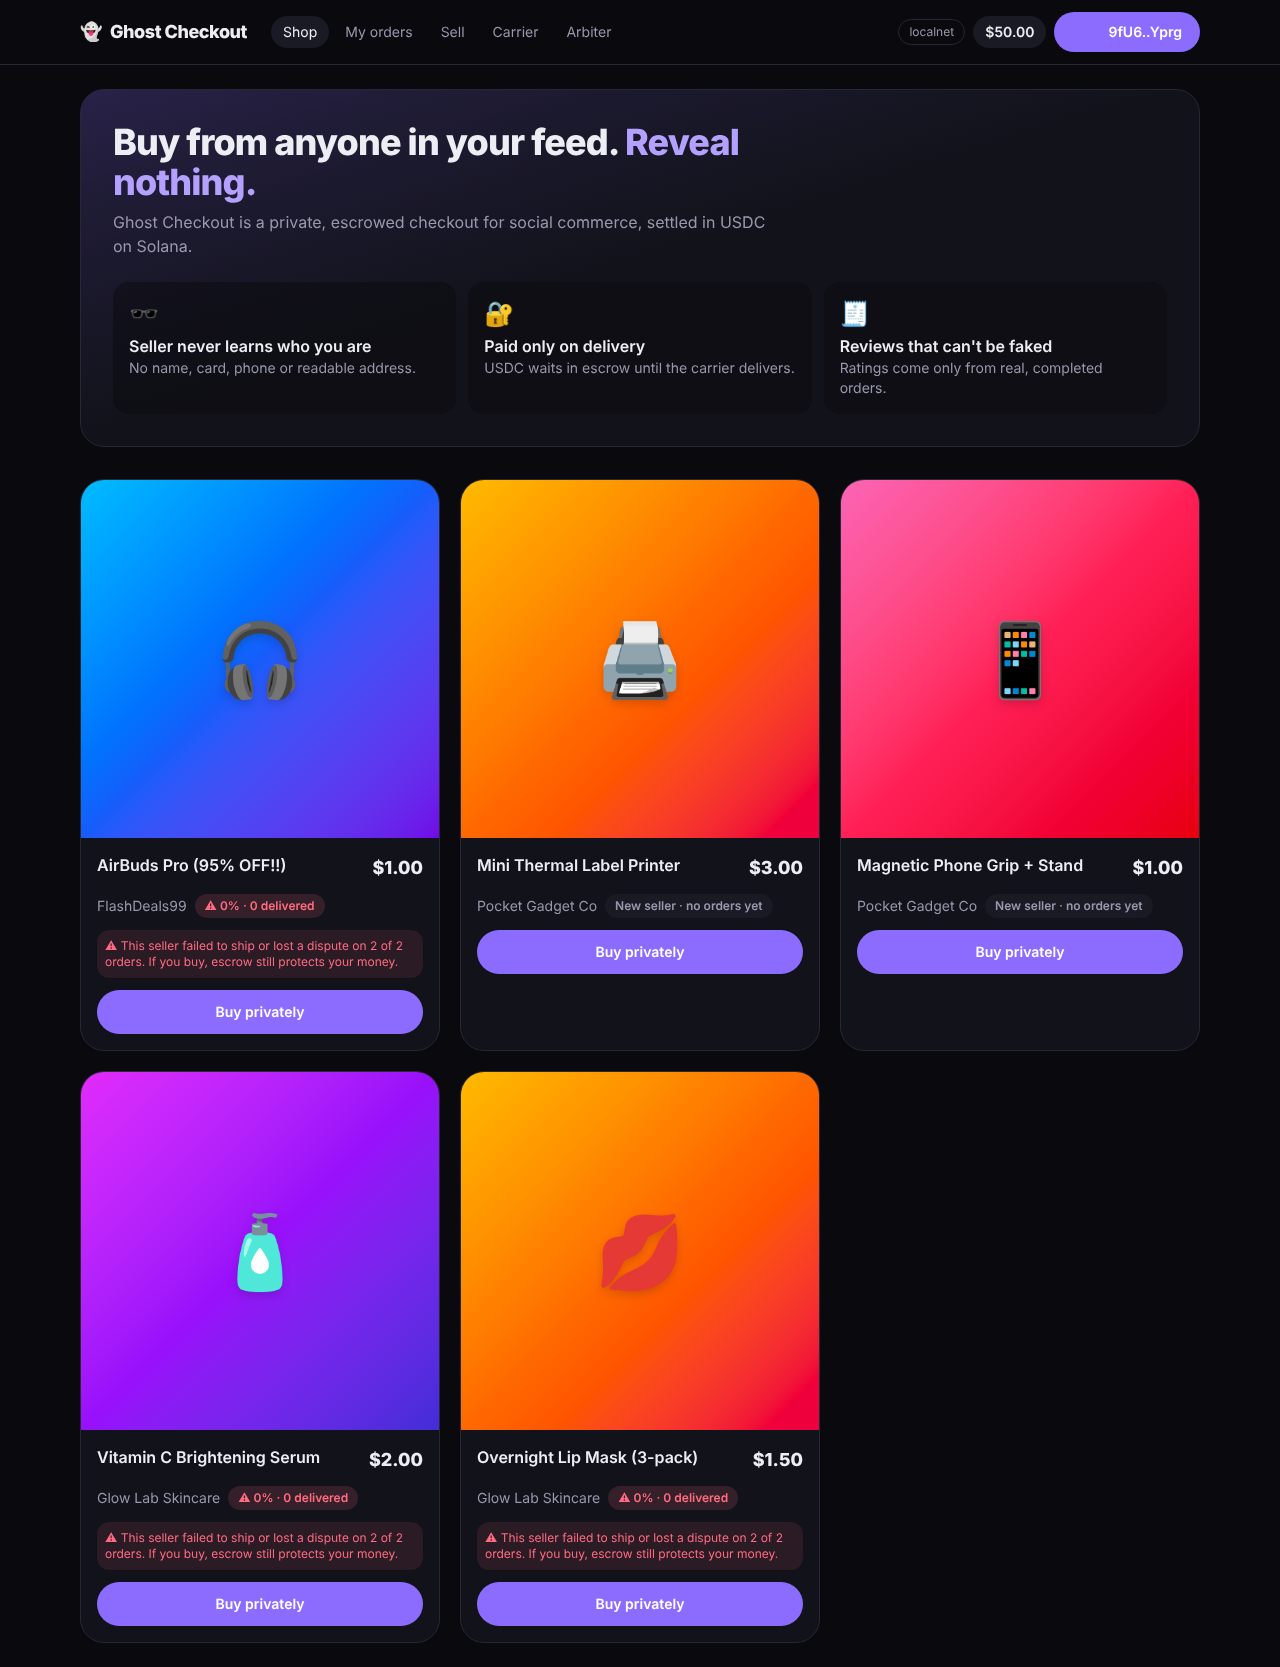 Ghost Checkout
Shop
My orders
Sell
Carrier
Arbiter
localnet
$50.00
9fU6..Yprg
Buy from anyone in your feed. Reveal
nothing.
Ghost Checkout is a private, escrowed checkout for social commerce, settled in USDC
on Solana.
Seller never learns who you are
No name, card, phone or readable address.
Paid only on delivery
USDC waits in escrow until the carrier delivers.
Reviews that can't be faked
Ratings come only from real, completed
orders.
AirBuds Pro (95% OFF!!)
$1.00
FlashDeals99
⚠ 0% · 0 delivered
⚠ This seller failed to ship or lost a dispute on 2 of 2
orders. If you buy, escrow still protects your money.
Buy privately
Mini Thermal Label Printer
$3.00
Pocket Gadget Co
New seller · no orders yet
Buy privately
Magnetic Phone Grip + Stand
$1.00
Pocket Gadget Co
New seller · no orders yet
Buy privately
Vitamin C Brightening Serum
$2.00
Glow Lab Skincare
⚠ 0% · 0 delivered
⚠ This seller failed to ship or lost a dispute on 2 of 2
orders. If you buy, escrow still protects your money.
Buy privately
Overnight Lip Mask (3-pack)
$1.50
Glow Lab Skincare
⚠ 0% · 0 delivered
⚠ This seller failed to ship or lost a dispute on 2 of 2
orders. If you buy, escrow still protects your money.
Buy privately